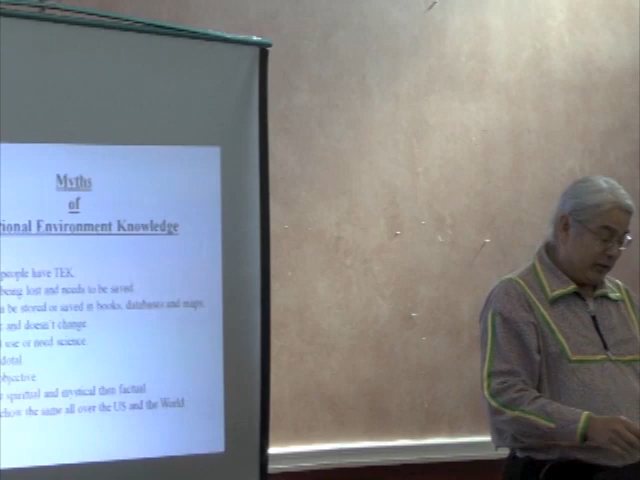 Myths
of
tional Environment Knowledge
people have TEK
being lost and needs to be saved
be stored or saved in books, databases and maps
and doesn't change
use or need science
objective
spiritual and mystical then factual
the same all over the US and the World